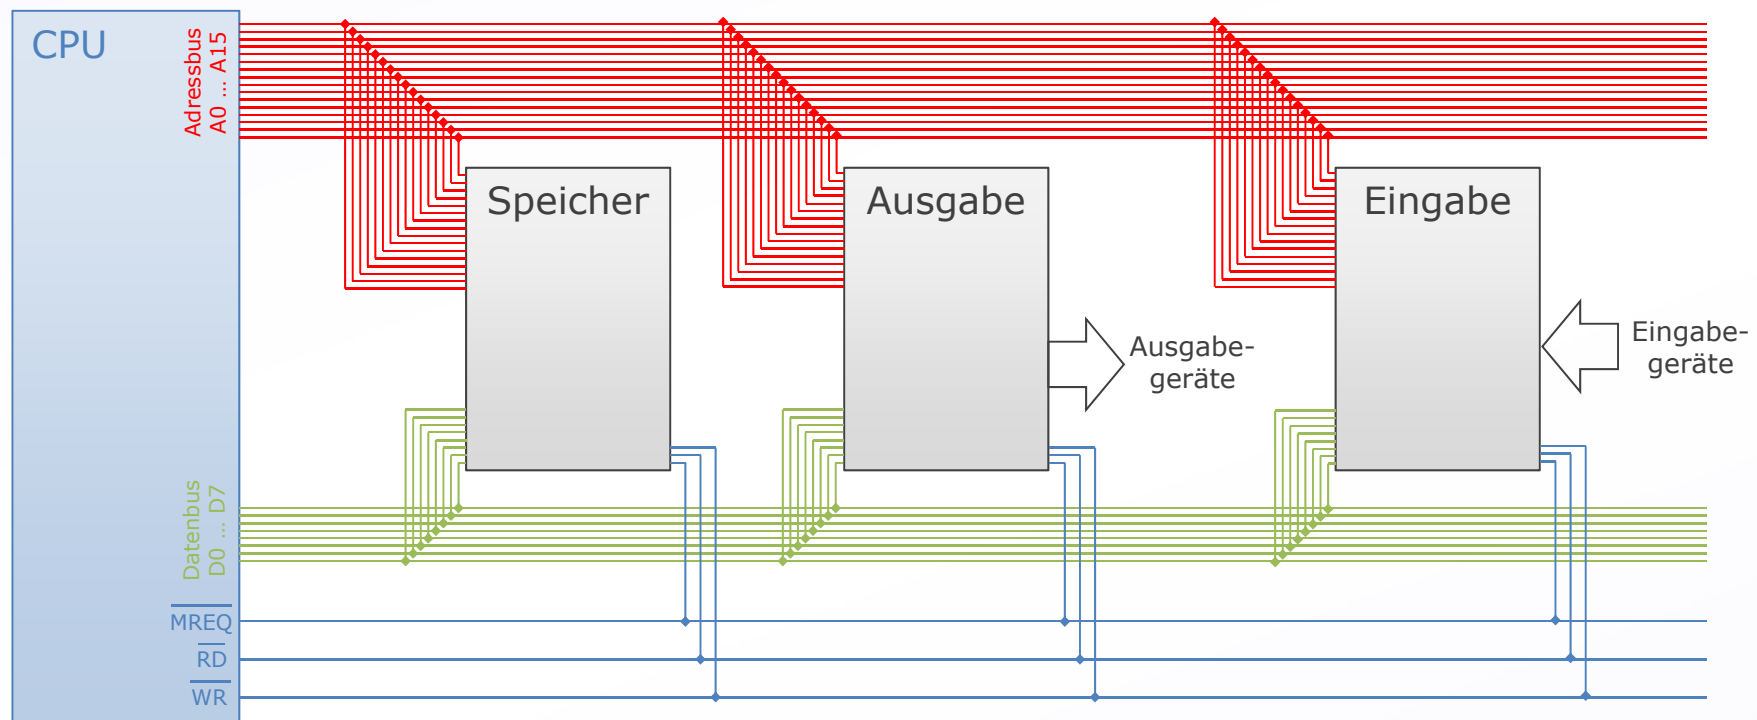 CPU
Adressbus
A0 ... A15
Speicher
Ausgabe
Eingabe
Ausgabe-
geräte
Eingabe-
geräte
Datenbus
D0 ... D7
MREQ
RD
WR